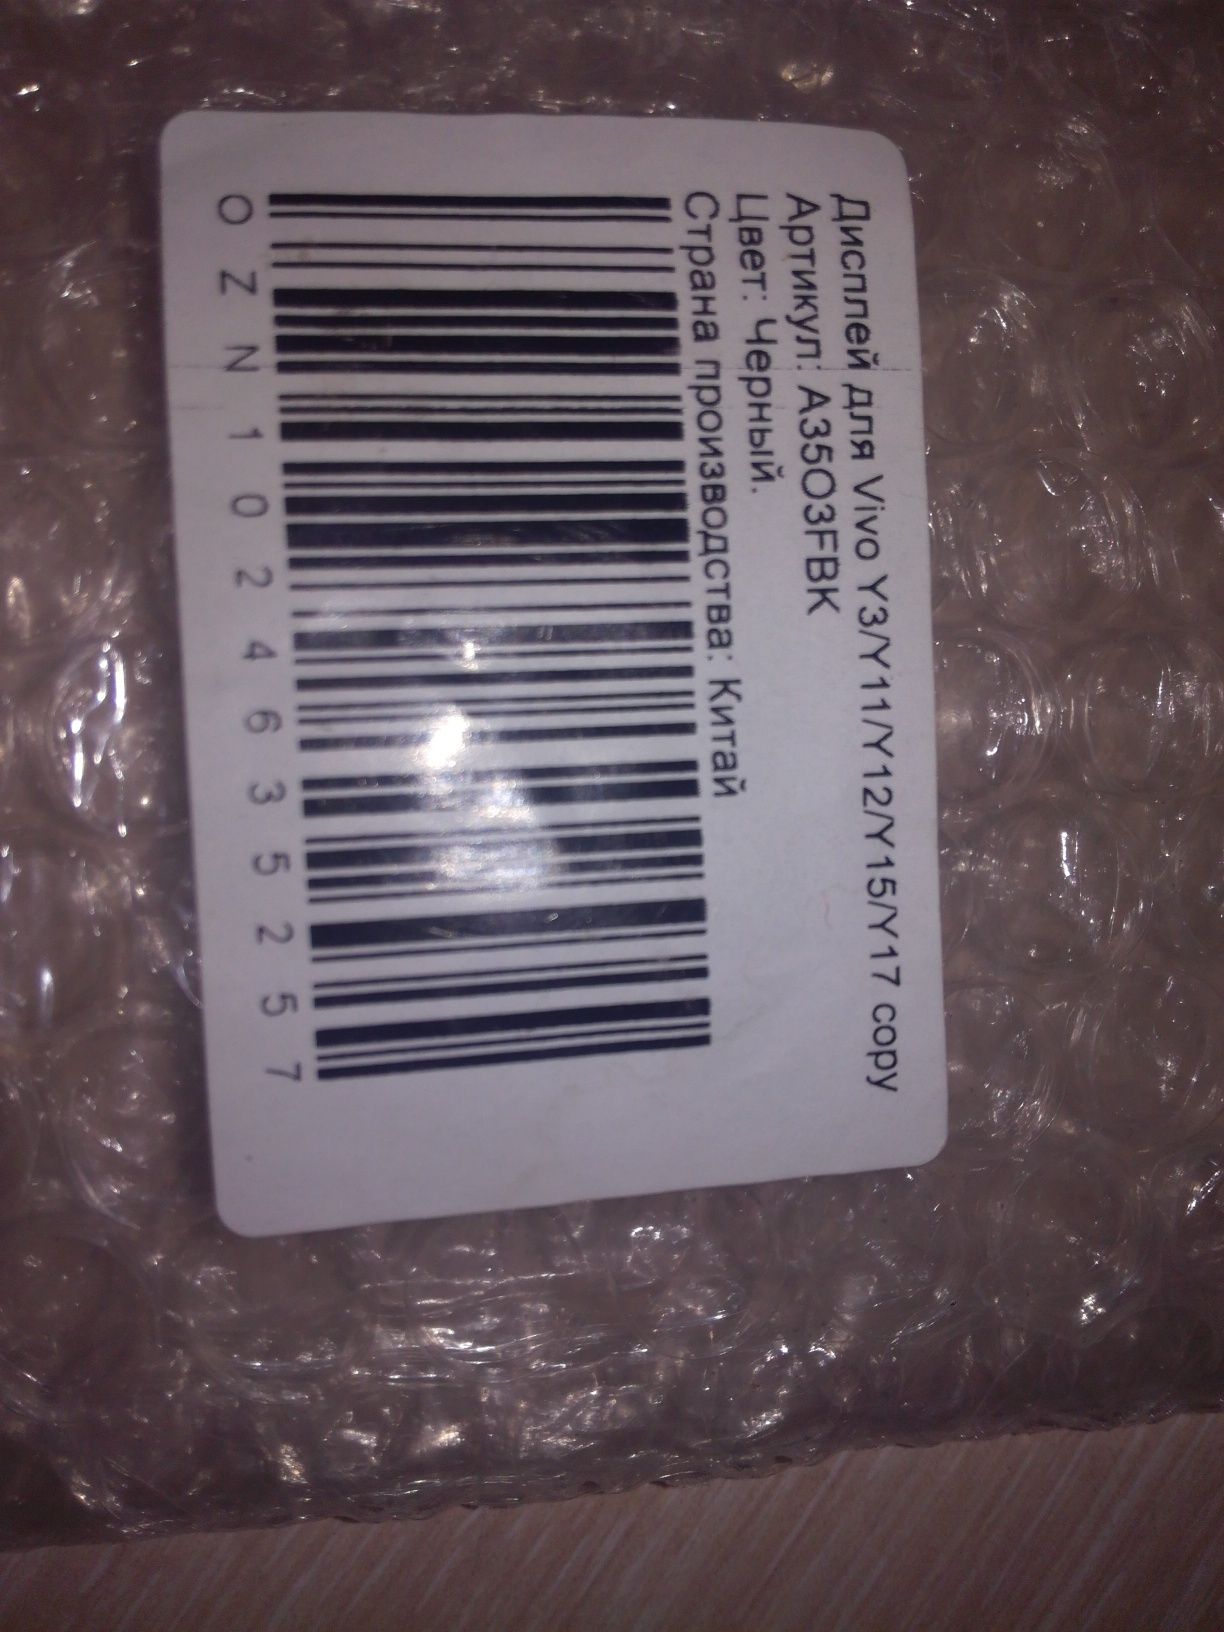 Дисплей для Vivo Y3/Y11/Y12/Y15/Y17 copy
Артикул: A35O3FBK
Цвет: Черный.
Страна производства: Китай
OZN1024635257